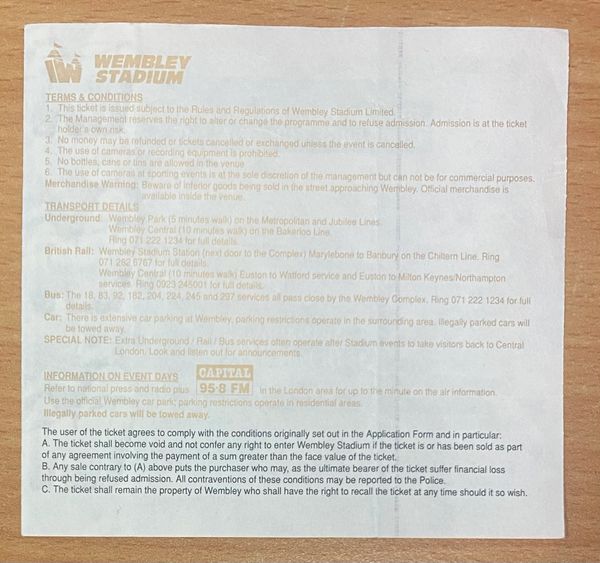 WEMBLEY
STADIUM
TERMS & CONDITIONS
1. This ticket is issued subject to the Rules and Regulations of Wembley Stadium Limited.
2. The Management reserves the right to alter or change the programme and to refuse admission. Admission is at the ticket
holder's own risk.
3. No money may be refunded or tickets cancelled or exchanged unless the event is cancelled.
4. The use of cameras or recording equipment is prohibited.
5. No bottles, cans or tins are allowed in the venue
6. The use of cameras at sporting events is at the sole discretion of the management but can not be for commercial purposes.
Merchandise Warning: Beware of inferior goods being sold in the street approaching Wembley. Official merchandise is
available inside the venue.
TRANSPORT DETAILS
Underground: Wembley Park (5 minutes walk) on the Metropolitan and Jubilee Lines.
Wembley Central (10 minutes walk) on the Bakerloo Line.
Ring 071 222 1234 for full details.
British Rail: Wembley Stadium Station (next door to the Complex) Marylebone to Banbury on the Chiltern Line. Ring
071 262 6767 for full details.
Wembley Central (10 minutes walk) Euston to Watford service and Euston to Milton Keynes/Northampton
services. Ring 0923 245001 for full details.
Bus: The 18, 83, 92, 182, 204, 224, 245 and 297 services all pass close by the Wembley Complex. Ring 071 222 1234 for full
details.
Car: There is extensive car parking at Wembley, parking restrictions operate in the surrounding area. Illegally parked cars will
be towed away.
SPECIAL NOTE: Extra Underground / Rail / Bus services often operate after Stadium events to take visitors back to Central
London. Look and listen out for announcements.
INFORMATION ON EVENT DAYS
CAPITAL
95·8 FM
Refer to national press and radio plus in the London area for up to the minute on the air information.
Use the official Wembley car park; parking restrictions operate in residential areas.
Illegally parked cars will be towed away.
The user of the ticket agrees to comply with the conditions originally set out in the Application Form and in particular:
A. The ticket shall become void and not confer any right to enter Wembley Stadium if the ticket is or has been sold as part
of any agreement involving the payment of a sum greater than the face value of the ticket.
B. Any sale contrary to (A) above puts the purchaser who may, as the ultimate bearer of the ticket suffer financial loss
through being refused admission. All contraventions of these conditions may be reported to the Police.
C. The ticket shall remain the property of Wembley who shall have the right to recall the ticket at any time should it so wish.